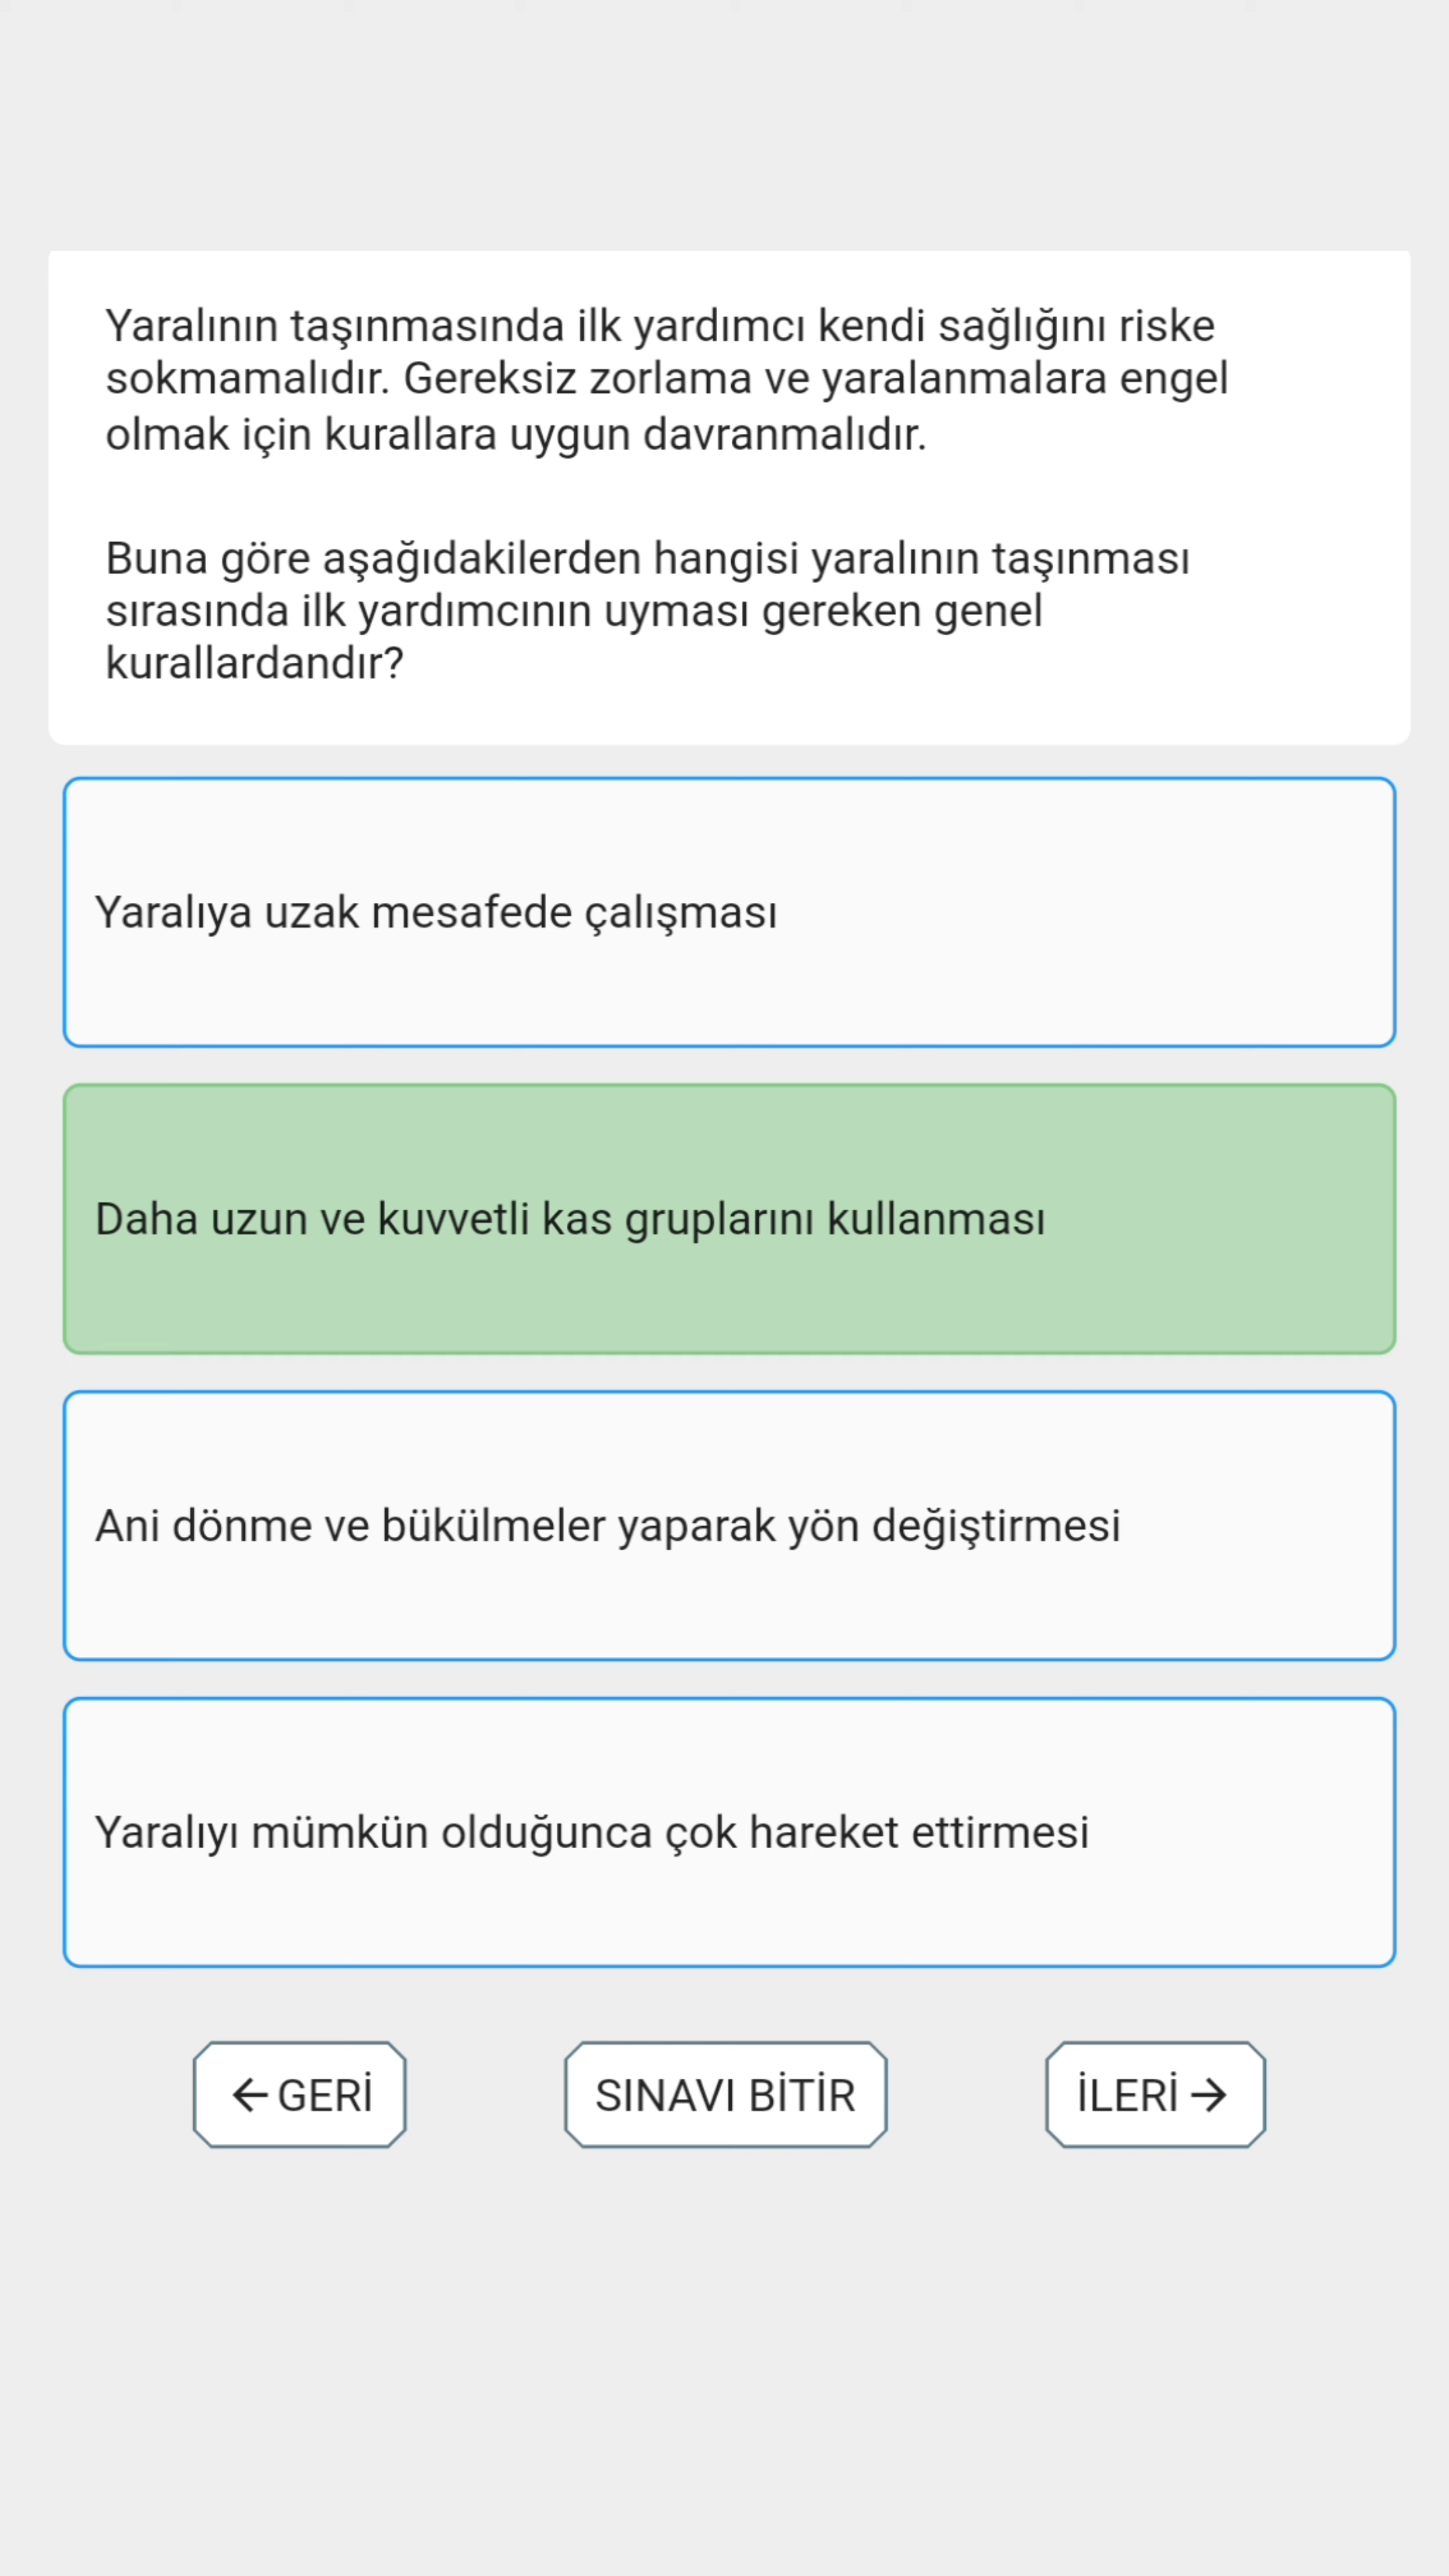 Yaralının taşınmasında ilk yardımcı kendi sağlığını riske
sokmamalıdır. Gereksiz zorlama ve yaralanmalara engel
olmak için kurallara uygun davranmalıdır.
Buna göre aşağıdakilerden hangisi yaralının taşınması
sırasında ilk yardımcının uyması gereken genel
kurallardandır?
Yaralıya uzak mesafede çalışması
Daha uzun ve kuvvetli kas gruplarını kullanması
Ani dönme ve bükülmeler yaparak yön değiştirmesi
Yaralıyı mümkün olduğunca çok hareket ettirmesi
← GERİ SINAVI BİTİR İLERİ →